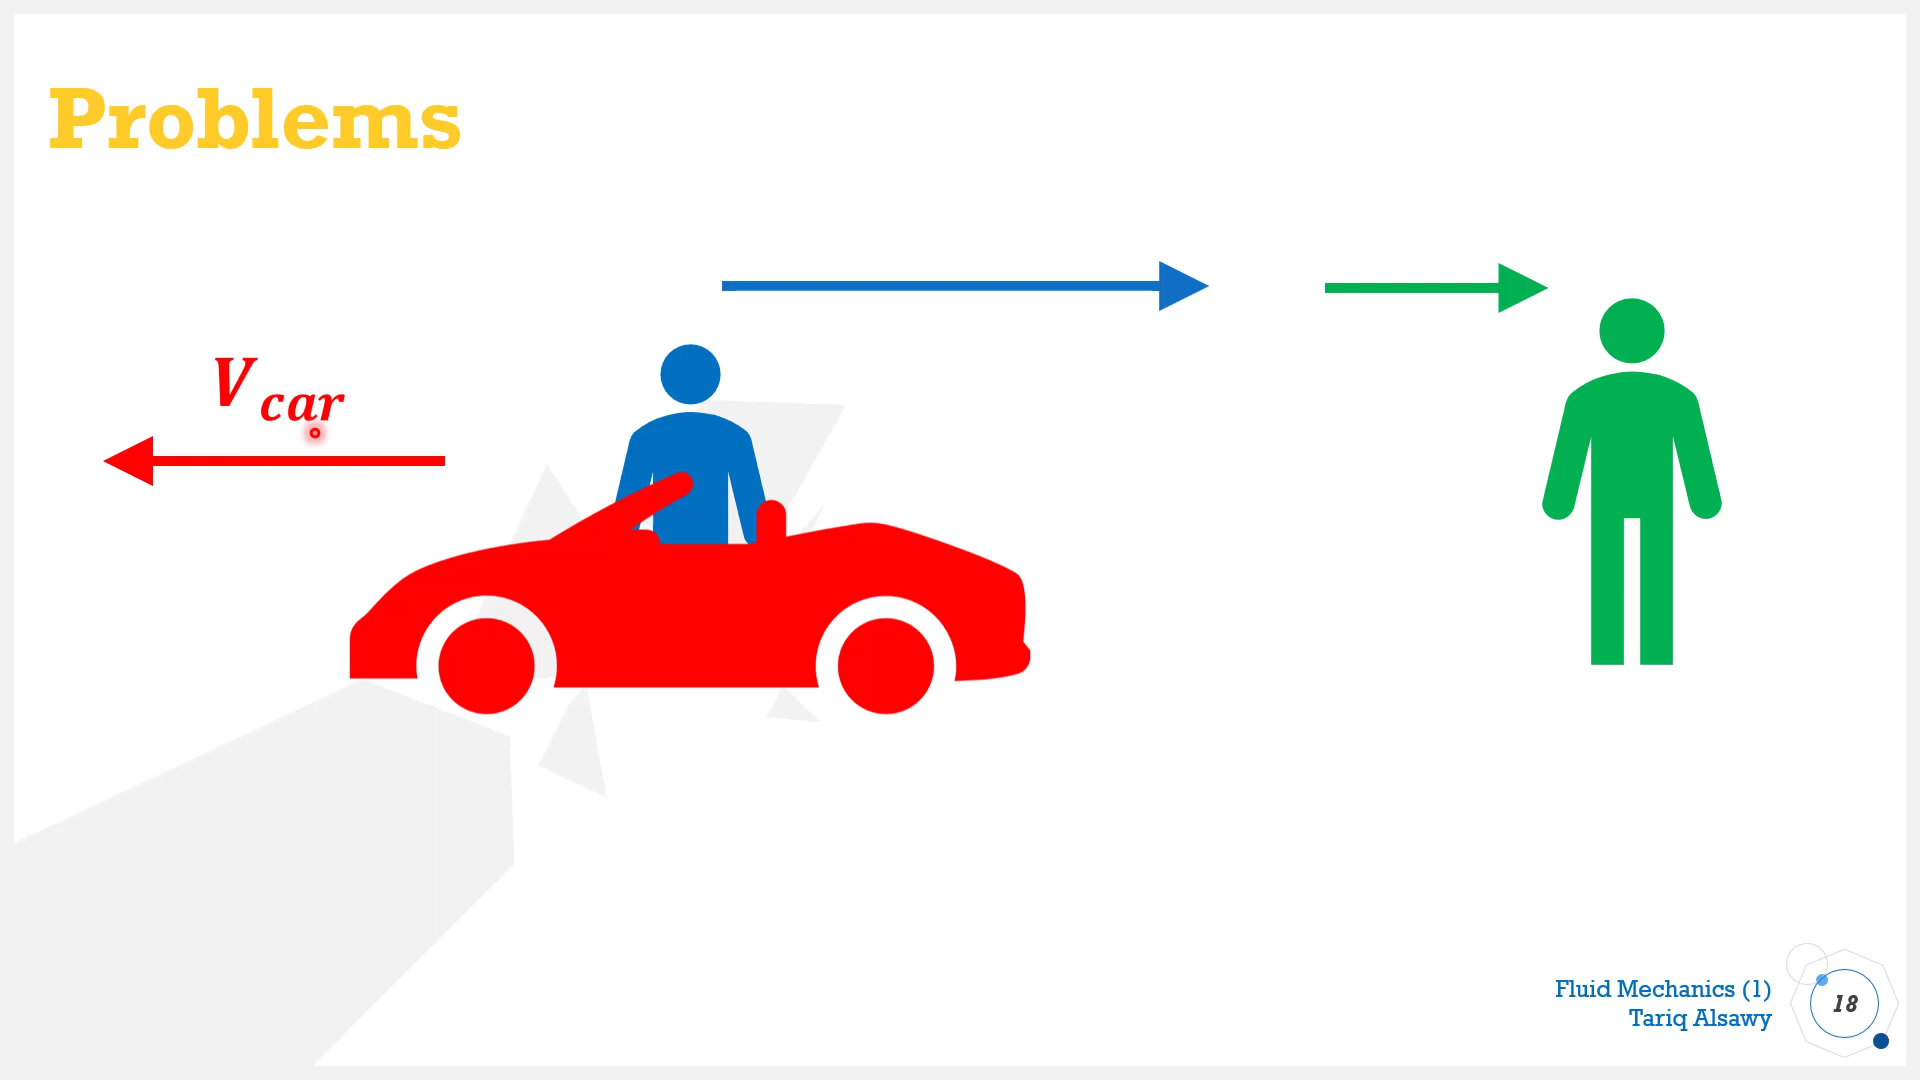 Problems
V car
Fluid Mechanics (1)
Tariq Alsawy
18